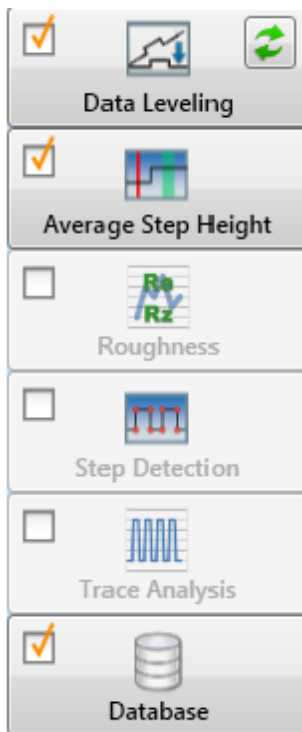 Data Leveling
Average Step Height
Ra
Rz
Roughness
Step Detection
Trace Analysis
Database